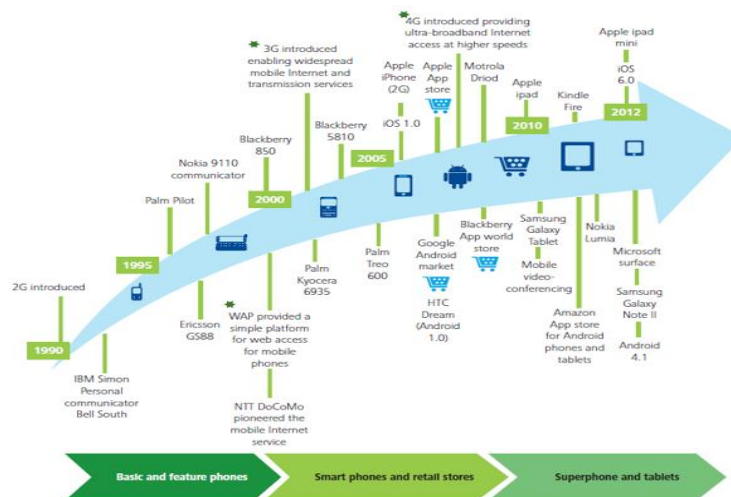 4G introduced providing
ultra-broadband Internet
access at higher speeds
Apple ipad
mini
iOS
6.0
3G introduced
enabling widespread
mobile Internet and
transmission services
Apple
iPhone
(2G)
iOS 1.0
Apple
App
store
Motrola
Driod
Apple
ipad
Kindle
Fire
2012
2010
Blackberry
5810
2005
Blackberry
850
Nokia 9110
communicator
2000
Palm Pilot
1995
2G introduced
1990
IBM Simon
Personal
communicator
Bell South
Ericsson
GS88
WAP provided a
simple platform
for web access
for mobile
phones
NTT DoCoMo
pioneered the
mobile Internet
service
Palm
Kyocera
6935
Palm
Treo
600
Google
Android
market
HTC
Dream
(Android
1.0)
Blackberry
App world
store
Samsung
Galaxy
Tablet
Mobile
video-
conferencing
Amazon
App store
for Android
phones and
tablets
Nokia
Lumia
Microsoft
surface
Samsung
Galaxy
Note II
Android
4.1
Basic and feature phones
Smart phones and retail stores
Superphone and tablets